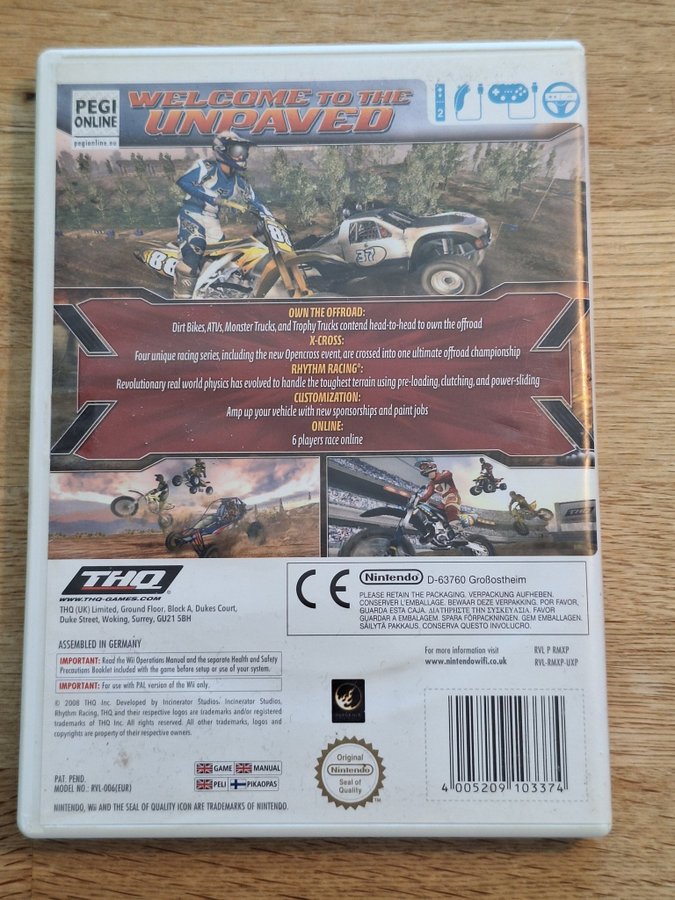 PEGI
ONLINE
pegionline.eu
WELCOME TO THE
UNPAVED
2
88
88
37
OWN THE OFFROAD:
Dirt Bikes, ATVs, Monster Trucks, and Trophy Trucks contend head-to-head to own the offroad
X-CROSS:
Four unique racing series, including the new Opencross event, are crossed into one ultimate offroad championship
RHYTHM RACING®:
Revolutionary real world physics has evolved to handle the toughest terrain using pre-loading, clutching, and power-sliding
CUSTOMIZATION:
Amp up your vehicle with new sponsorships and paint jobs
ONLINE:
6 players race online
THQ
THQ
WWW.THQ-GAMES.COM
THQ (UK) Limited, Ground Floor, Block A, Dukes Court,
Duke Street, Woking, Surrey, GU21 5BH
CE
Nintendo D-63760 Großostheim
PLEASE RETAIN THE PACKAGING. VERPACKUNG AUFHEBEN.
CONSERVER L'EMBALLAGE. BEWAAR DEZE VERPAKKING. POR FAVOR,
GUARDA ESTA CAJA. ΔΙΑΤΗΡΗΣΤΕ ΤΗΝ ΣΥΣΚΕΥΑΣΙΑ. POR FAVOR
GUARDAR A EMBALAGEM. SPARA FÖRPACKNINGEN. GEM EMBALLAGEN.
SÄILYTÄ PAKKAUS. CONSERVA QUESTO INVOLUCRO.
ASSEMBLED IN GERMANY
IMPORTANT: Read the Wii Operations Manual and the separate Health and Safety
Precautions Booklet included with the game before setup or use of your system.
IMPORTANT: For use with PAL version of the Wii only.
For more information visit
www.nintendowifi.co.uk
RVL P RMXP
RVL-RMXP-UXP
© 2008 THQ Inc. Developed by Incinerator Studios. Incinerator Studios,
Rhythm Racing, THQ and their respective logos are trademarks and/or registered
trademarks of THQ Inc. All rights reserved. All other trademarks, logos and
copyrights are property of their respective owners.
GAME MANUAL
PELI PIKAOPAS
PAT. PEND.
MODEL NO.: RVL-006(EUR)
NINTENDO, Wii AND THE SEAL OF QUALITY ICON ARE TRADEMARKS OF NINTENDO.
Original
Nintendo
Seal of
Quality
TM
4 005209 103374